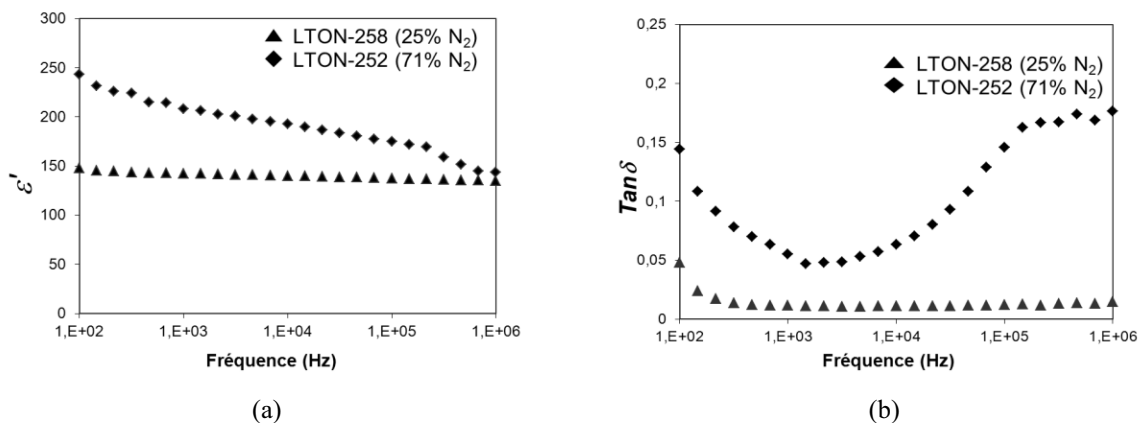 300
250
200
150
100
50
0
ε'
▲ LTON-258 (25% N₂)
◆ LTON-252 (71% N₂)
1,E+02 1,E+03 1,E+04 1,E+05 1,E+06
Fréquence (Hz)
(a)
0,25
0,2
0,15
0,1
0,05
0
Tanδ
▲ LTON-258 (25% N₂)
◆ LTON-252 (71% N₂)
1,E+02 1,E+03 1,E+04 1,E+05 1,E+06
Fréquence (Hz)
(b)